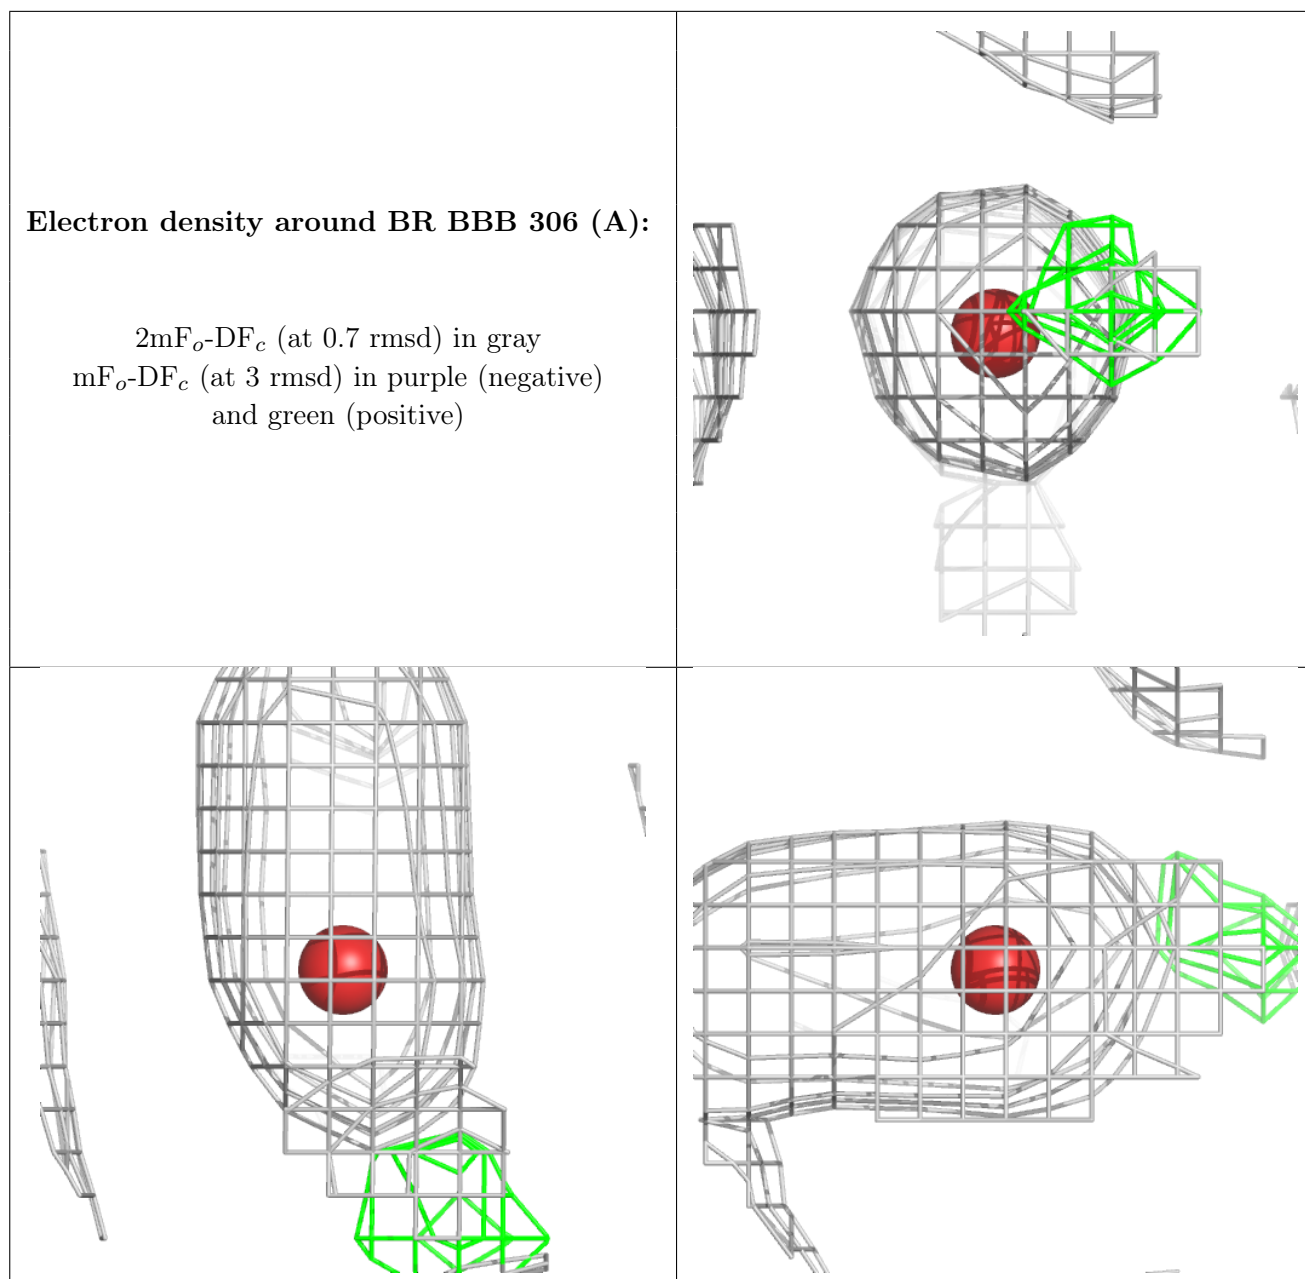 Electron density around BR BBB 306 (A):
2mFₒ-DF𝒸 (at 0.7 rmsd) in gray
mFₒ-DF𝒸 (at 3 rmsd) in purple (negative)
and green (positive)